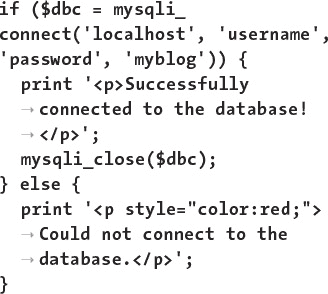 if ($dbc = mysqli_
connect('localhost', 'username',
'password', 'myblog')) {
print '<p>Successfully
→ connected to the database!
→ </p>';
mysqli_close($dbc);
} else {
print '<p style="color:red;">
→ Could not connect to the
→ database.</p>';
}